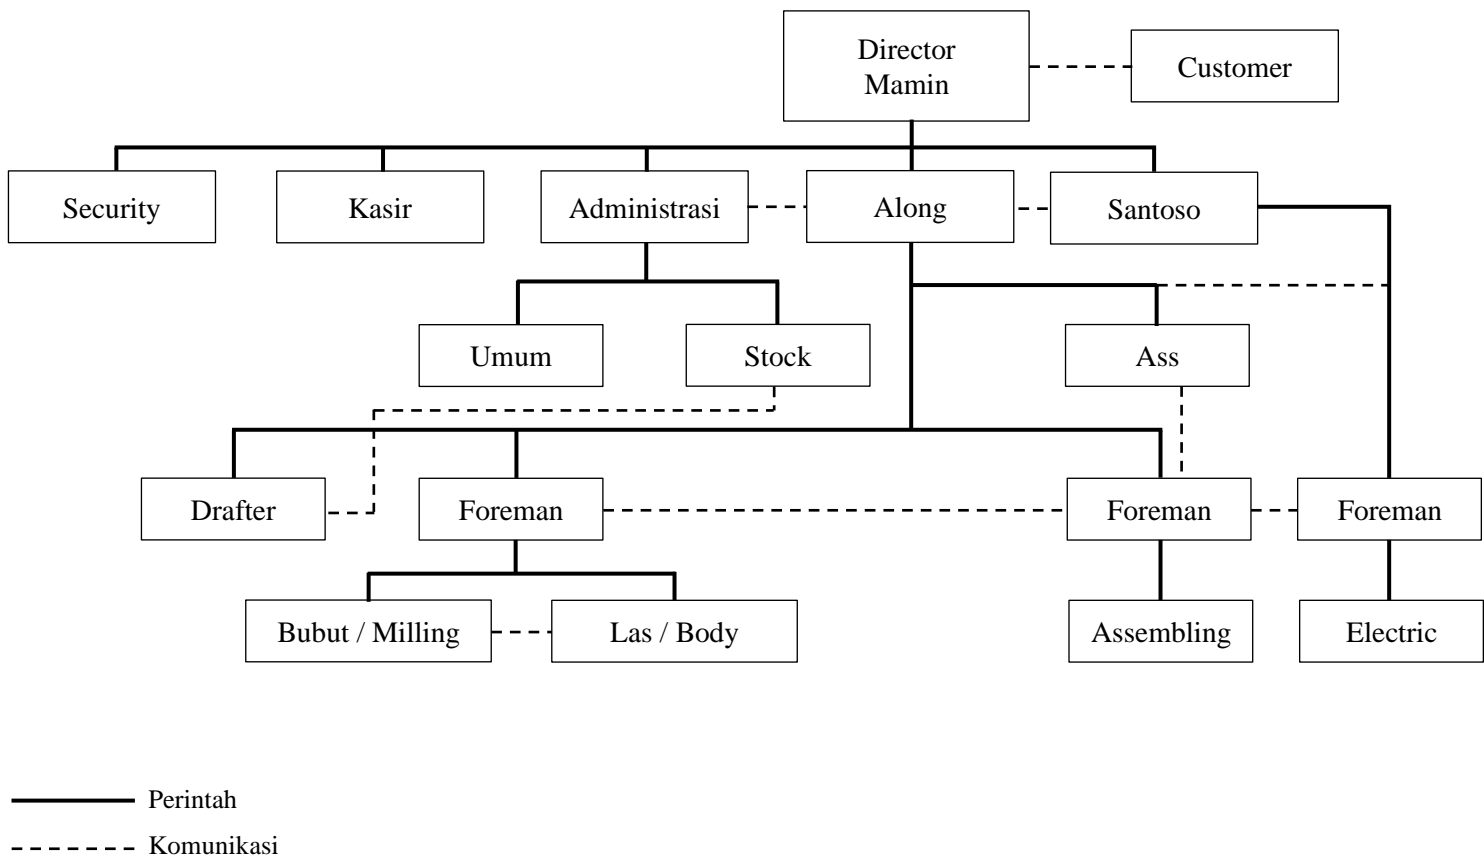 Director
Mamin
Customer
Security
Kasir
Administrasi
Along
Santoso
Umum
Stock
Ass
Drafter
Foreman
Foreman
Foreman
Bubut / Milling
Las / Body
Assembling
Electric
Perintah
Komunikasi